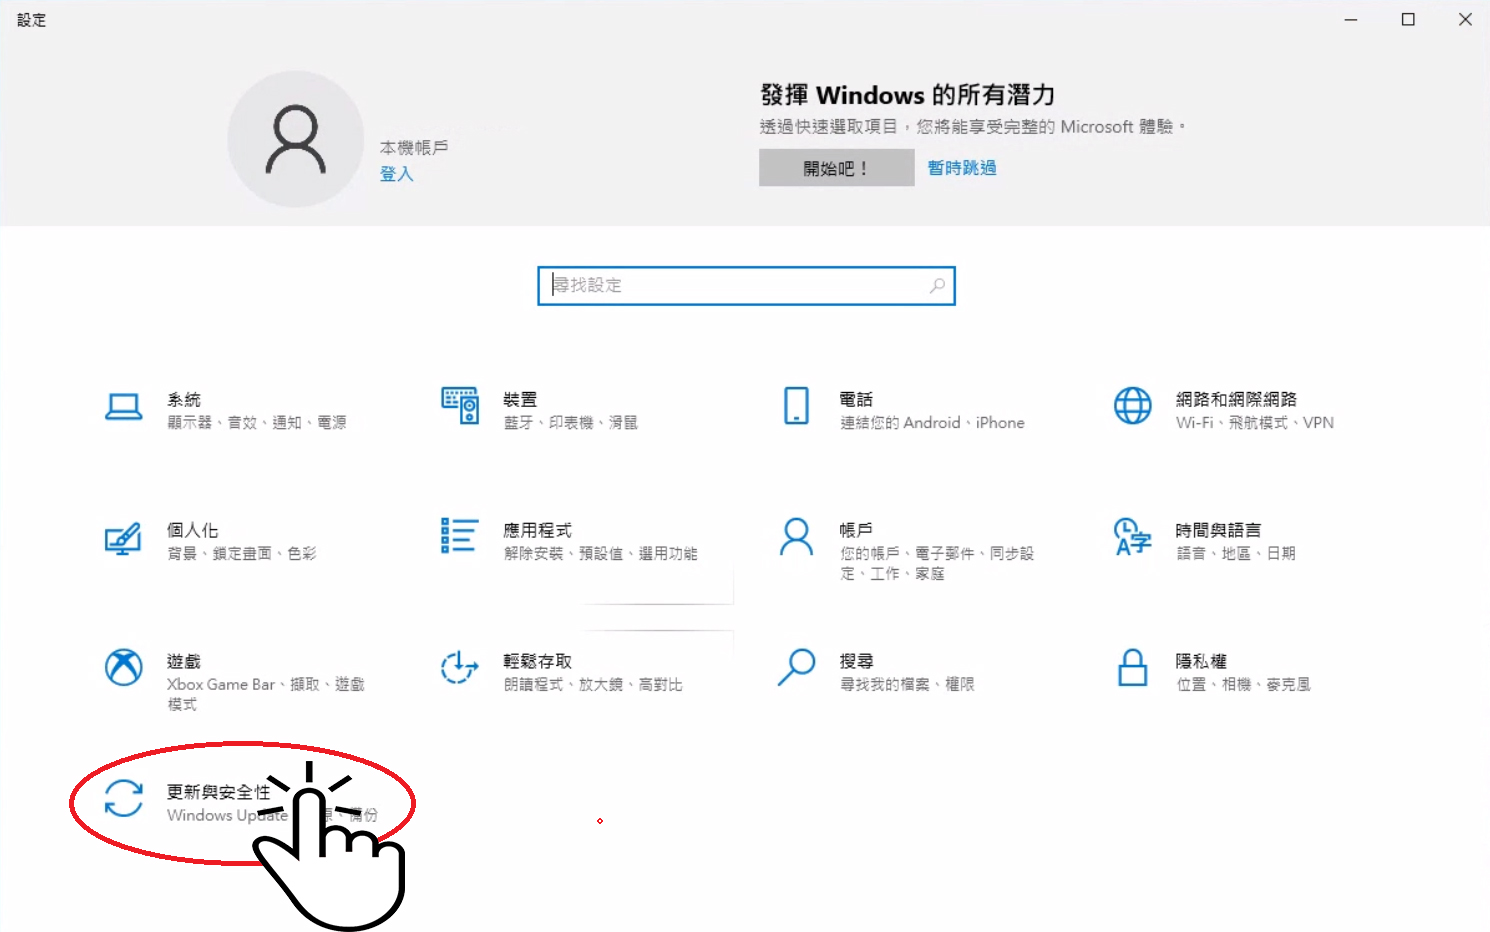 設定
本機帳戶
登入
發揮 Windows 的所有潛力
透過快速選取項目，您將能享受完整的 Microsoft 體驗。
開始吧！
暫時跳過
尋找設定
系統
顯示器、音效、通知、電源
裝置
藍牙、印表機、滑鼠
電話
連結您的 Android、iPhone
網路和網際網路
Wi-Fi、飛航模式、VPN
個人化
背景、鎖定畫面、色彩
應用程式
解除安裝、預設值、選用功能
帳戶
您的帳戶、電子郵件、同步設
定、工作、家庭
時間與語言
語音、地區、日期
遊戲
Xbox Game Bar、擷取、遊戲
模式
輕鬆存取
朗讀程式、放大鏡、高對比
搜尋
尋找我的檔案、權限
隱私權
位置、相機、麥克風
更新與安全性
Windows Update 、備份